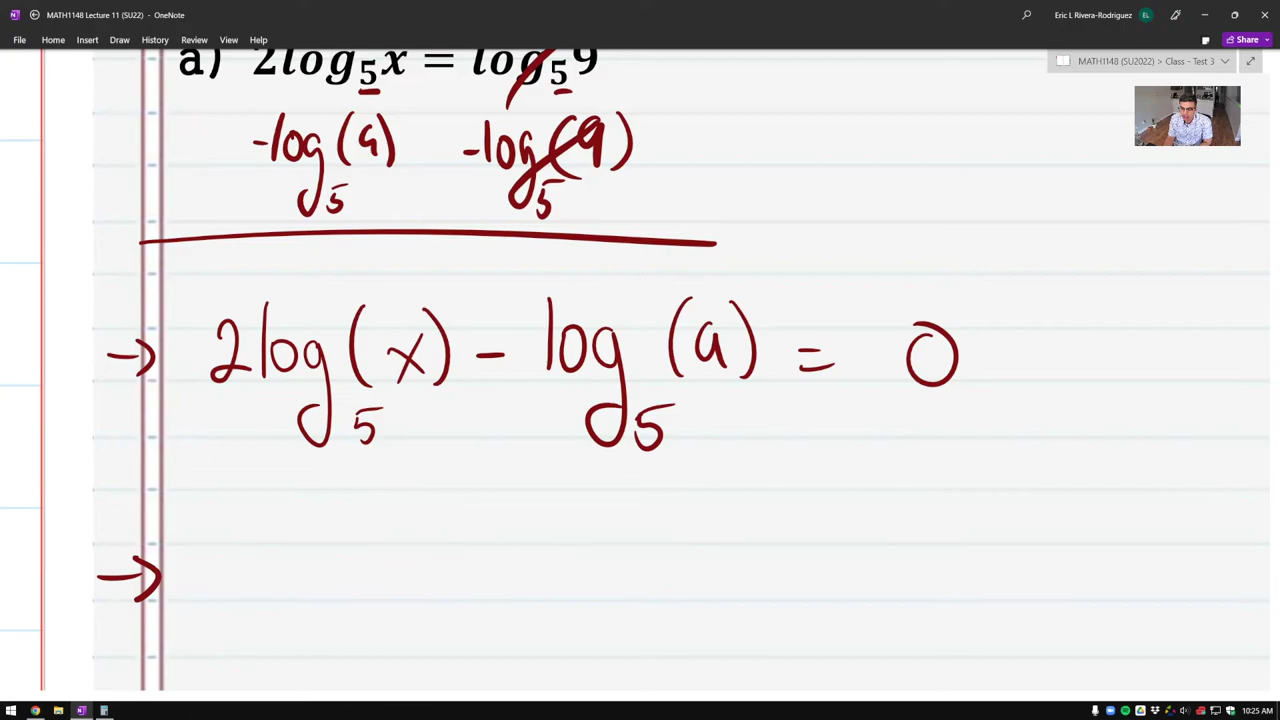 MATH1148 Lecture 11 (SU22) - OneNote
Eric L Rivera-Rodriguez EL
File Home Insert Draw History Review View Help
Share
MATH1148 (SU2022) > Class - Test 3
a) 2log₅x = log₅9
-log₅(9) -log₅(9)
→ 2log₅(x) - log₅(9) = 0
→
10:25 AM